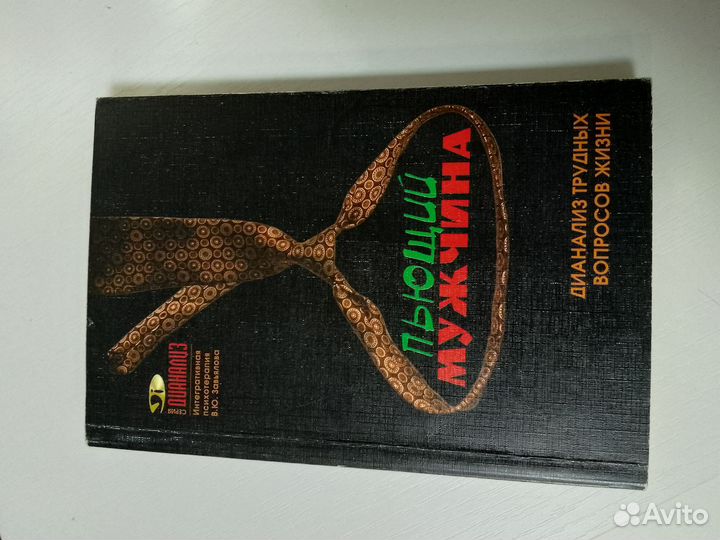 ДИАНАЛИЗ ТРУДНЫХ
ВОПРОСОВ ЖИЗНИ
ПЬЮЩИЙ
МУЖЧИНА
СЕРИЯ
ДИАНАЛИЗ
Интегративная
психотерапия
В.Ю. Завьялова
Avito